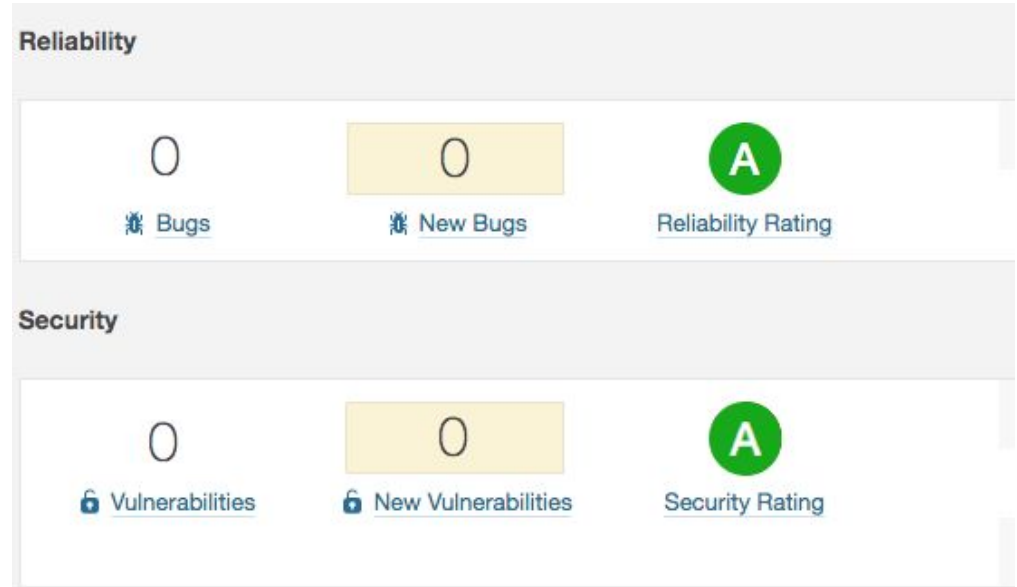 Reliability
0 0 A
Bugs New Bugs Reliability Rating
Security
0 0 A
Vulnerabilities New Vulnerabilities Security Rating